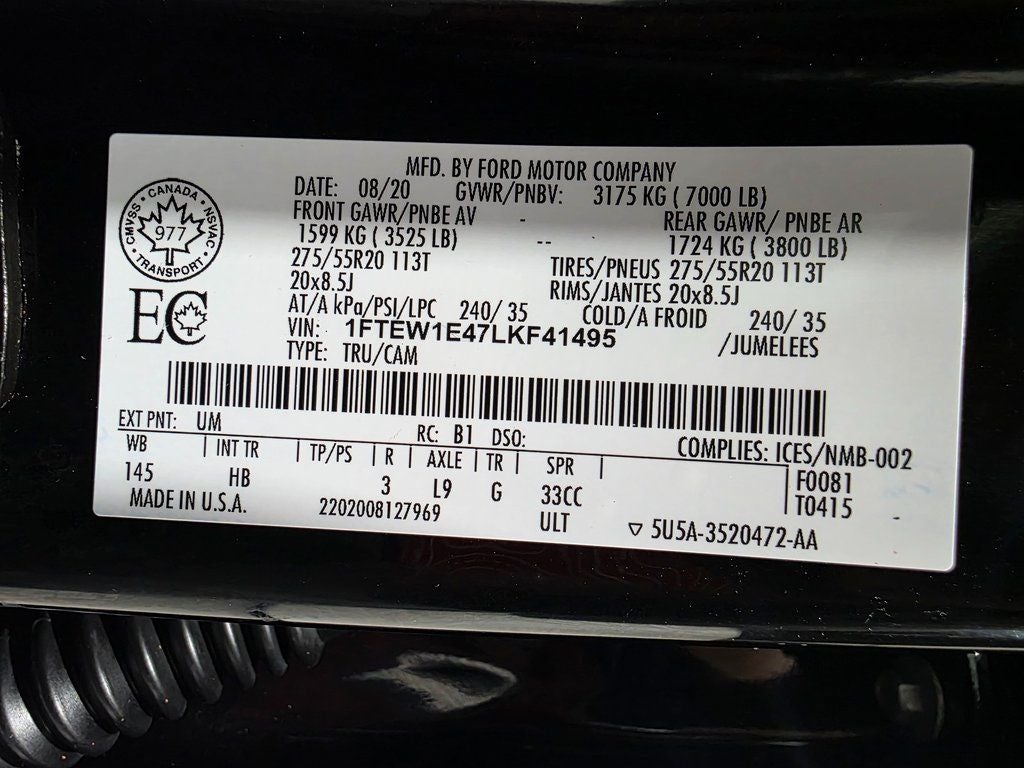 MFD. BY FORD MOTOR COMPANY
DATE: 08/20 GVWR/PNBV: 3175 KG ( 7000 LB)
FRONT GAWR/PNBE AV - REAR GAWR/ PNBE AR
1599 KG ( 3525 LB) -- 1724 KG ( 3800 LB)
275/55R20 113T TIRES/PNEUS 275/55R20 113T
20x8.5J RIMS/JANTES 20x8.5J
AT/A kPa/PSI/LPC 240/ 35 COLD/A FROID 240/ 35
VIN: 1FTEW1E47LKF41495 /JUMELEES
TYPE: TRU/CAM
CMVSS • CANADA • NSVAC • TRANSPORT •
977
EC
EXT PNT: UM RC: B1 DSO: COMPLIES: ICES/NMB-002
WB | INT TR | TP/PS | R | AXLE | TR | SPR | F0081
145 HB 3 L9 G 33CC T0415 -
MADE IN U.S.A. 2202008127969 ULT ▽ 5U5A-3520472-AA